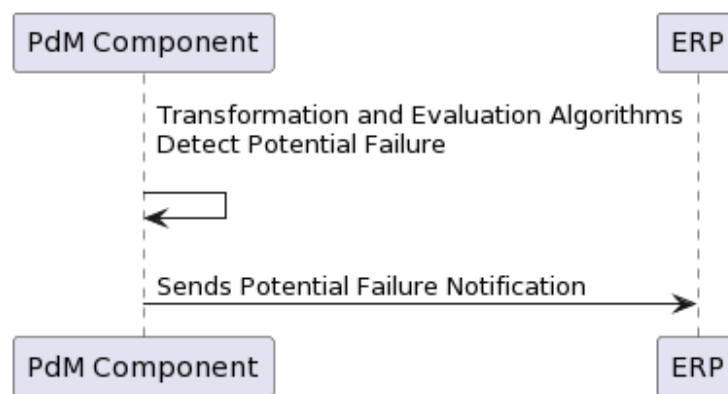 PdM Component
ERP
Transformation and Evaluation Algorithms
Detect Potential Failure
Sends Potential Failure Notification
PdM Component
ERP